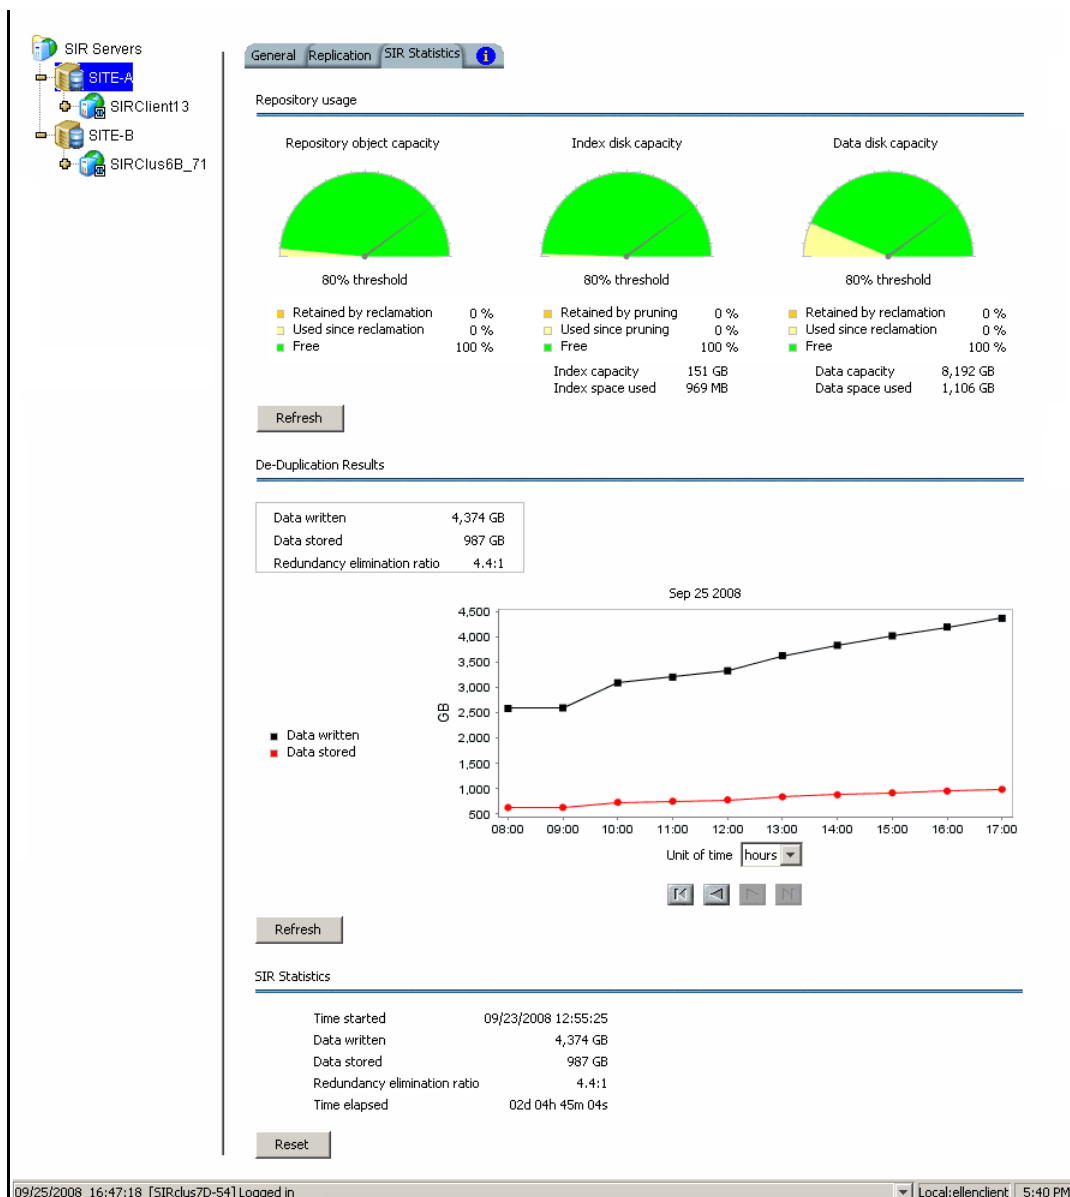 SIR Servers
SITE-A
SIRClient13
SITE-B
SIRClus6B_71
General Replication SIR Statistics i
Repository usage
Repository object capacity Index disk capacity Data disk capacity
80% threshold 80% threshold 80% threshold
Retained by reclamation 0 % Retained by pruning 0 % Retained by reclamation 0 %
Used since reclamation 0 % Used since pruning 0 % Used since reclamation 0 %
Free 100 % Free 100 % Free 100 %
Index capacity 151 GB Data capacity 8,192 GB
Index space used 969 MB Data space used 1,106 GB
Refresh
De-Duplication Results
Data written 4,374 GB
Data stored 987 GB
Redundancy elimination ratio 4.4:1
Sep 25 2008
4,500
4,000
3,500
3,000
2,500
2,000
1,500
1,000
500
GB
Data written
Data stored
08:00 09:00 10:00 11:00 12:00 13:00 14:00 15:00 16:00 17:00
Unit of time hours
Refresh
SIR Statistics
Time started 09/23/2008 12:55:25
Data written 4,374 GB
Data stored 987 GB
Redundancy elimination ratio 4.4:1
Time elapsed 02d 04h 45m 04s
Reset
09/25/2008 16:47:18 [SIRclus7D-54] Logged in Local:ellenclient 5:40 PM